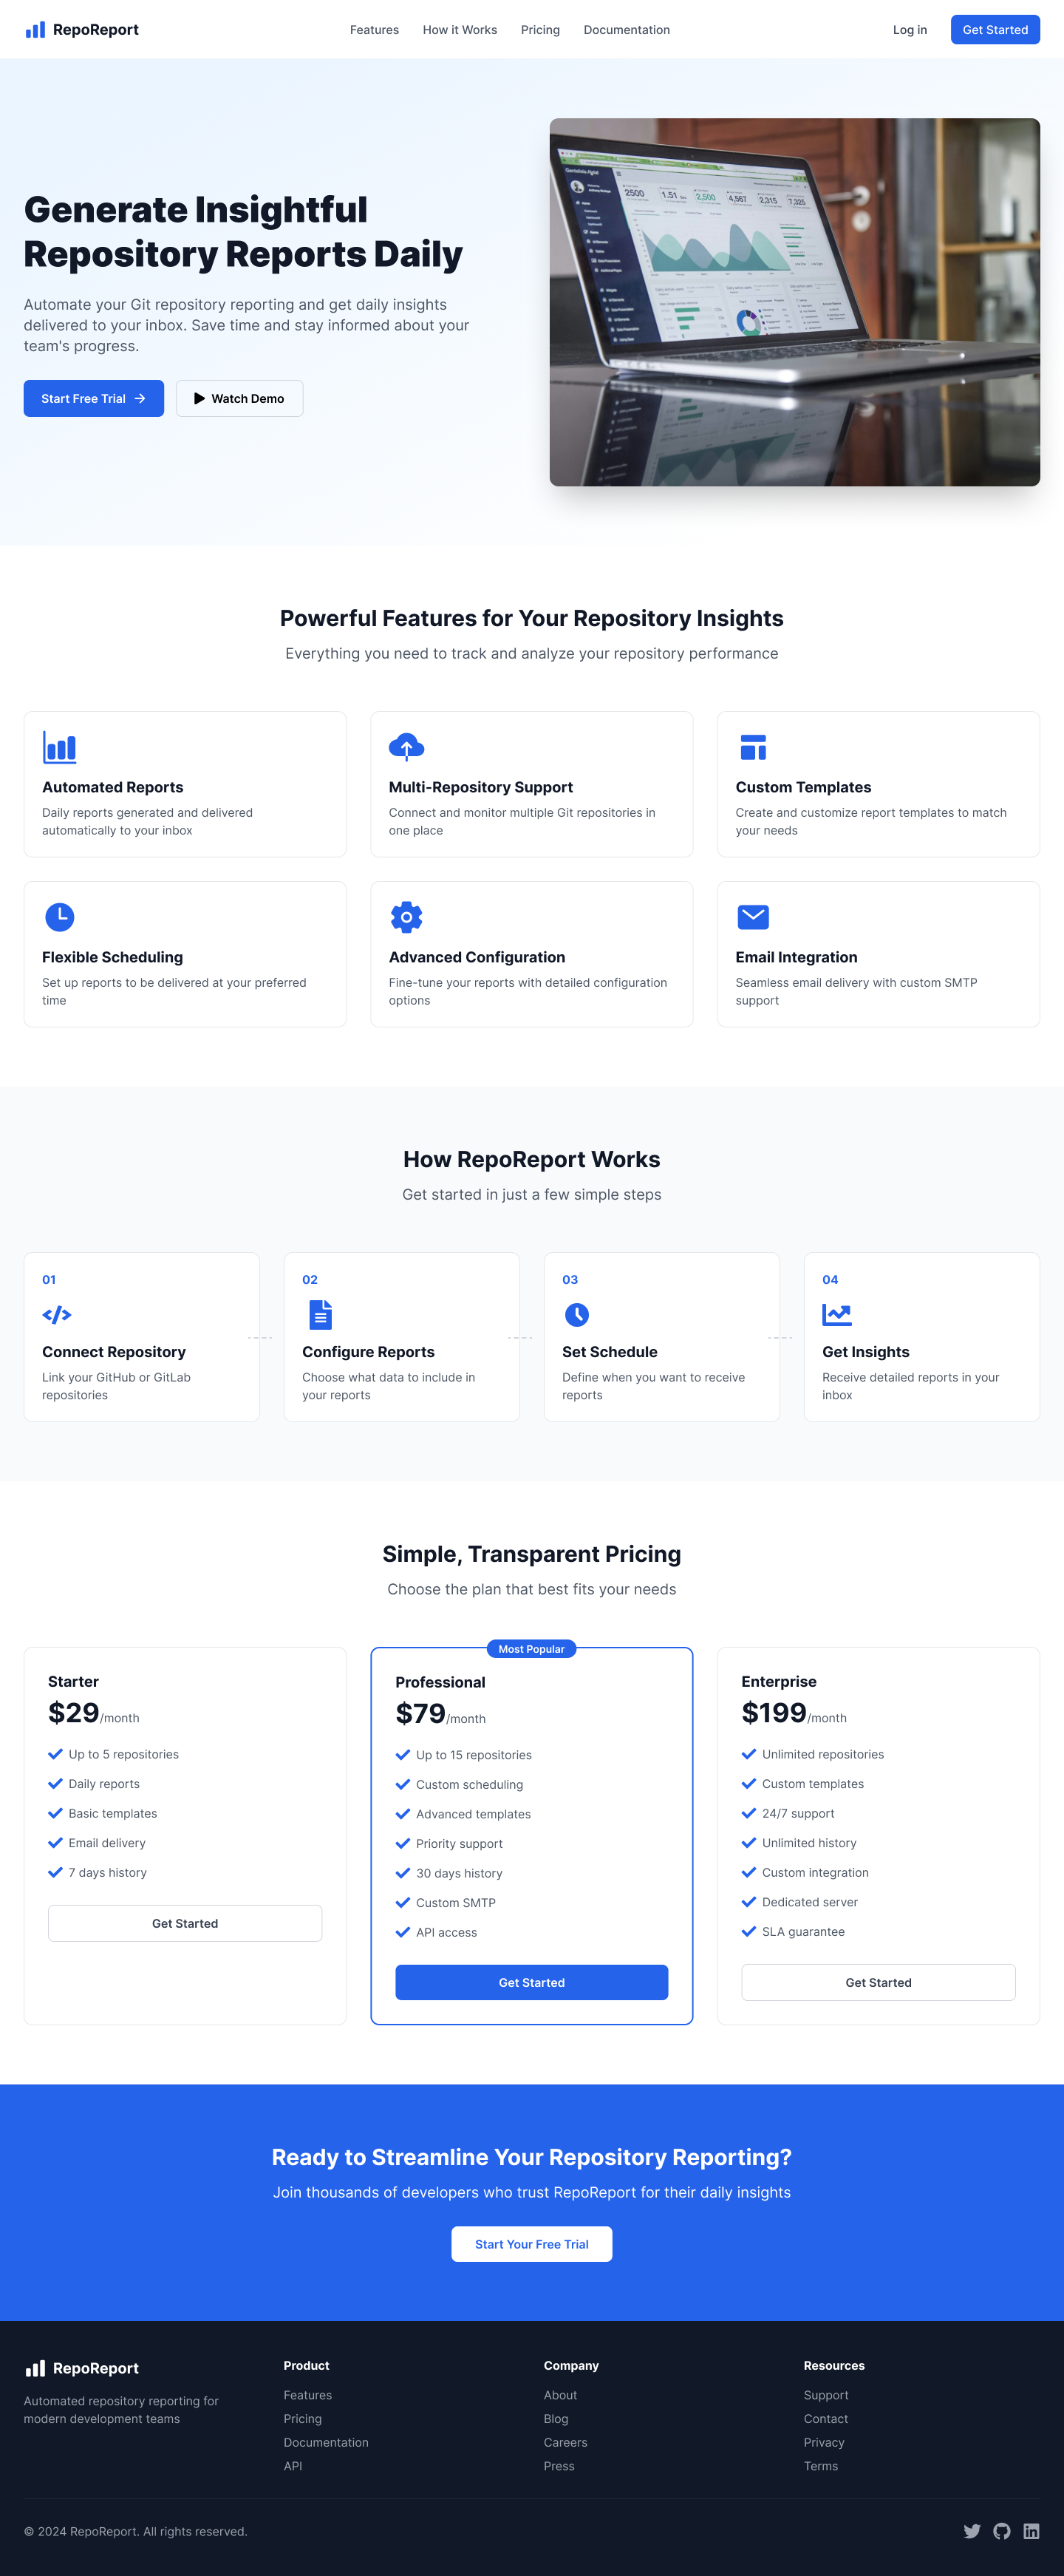 RepoReport
Features
How it Works
Pricing
Documentation
Log in
Get Started
Generate Insightful
Repository Reports Daily
Automate your Git repository reporting and get daily insights
delivered to your inbox. Save time and stay informed about your
team's progress.
Start Free Trial
Watch Demo
2500
1.51
2,500
4,567
2,315
7,325
Powerful Features for Your Repository Insights
Everything you need to track and analyze your repository performance
Automated Reports
Daily reports generated and delivered
automatically to your inbox
Multi-Repository Support
Connect and monitor multiple Git repositories in
one place
Custom Templates
Create and customize report templates to match
your needs
Flexible Scheduling
Set up reports to be delivered at your preferred
time
Advanced Configuration
Fine-tune your reports with detailed configuration
options
Email Integration
Seamless email delivery with custom SMTP
support
How RepoReport Works
Get started in just a few simple steps
01
Connect Repository
Link your GitHub or GitLab
repositories
02
Configure Reports
Choose what data to include in
your reports
03
Set Schedule
Define when you want to receive
reports
04
Get Insights
Receive detailed reports in your
inbox
Simple, Transparent Pricing
Choose the plan that best fits your needs
Starter
$29/month
Up to 5 repositories
Daily reports
Basic templates
Email delivery
7 days history
Get Started
Most Popular
Professional
$79/month
Up to 15 repositories
Custom scheduling
Advanced templates
Priority support
30 days history
Custom SMTP
API access
Get Started
Enterprise
$199/month
Unlimited repositories
Custom templates
24/7 support
Unlimited history
Custom integration
Dedicated server
SLA guarantee
Get Started
Ready to Streamline Your Repository Reporting?
Join thousands of developers who trust RepoReport for their daily insights
Start Your Free Trial
RepoReport
Automated repository reporting for
modern development teams
Product
Features
Pricing
Documentation
API
Company
About
Blog
Careers
Press
Resources
Support
Contact
Privacy
Terms
© 2024 RepoReport. All rights reserved.